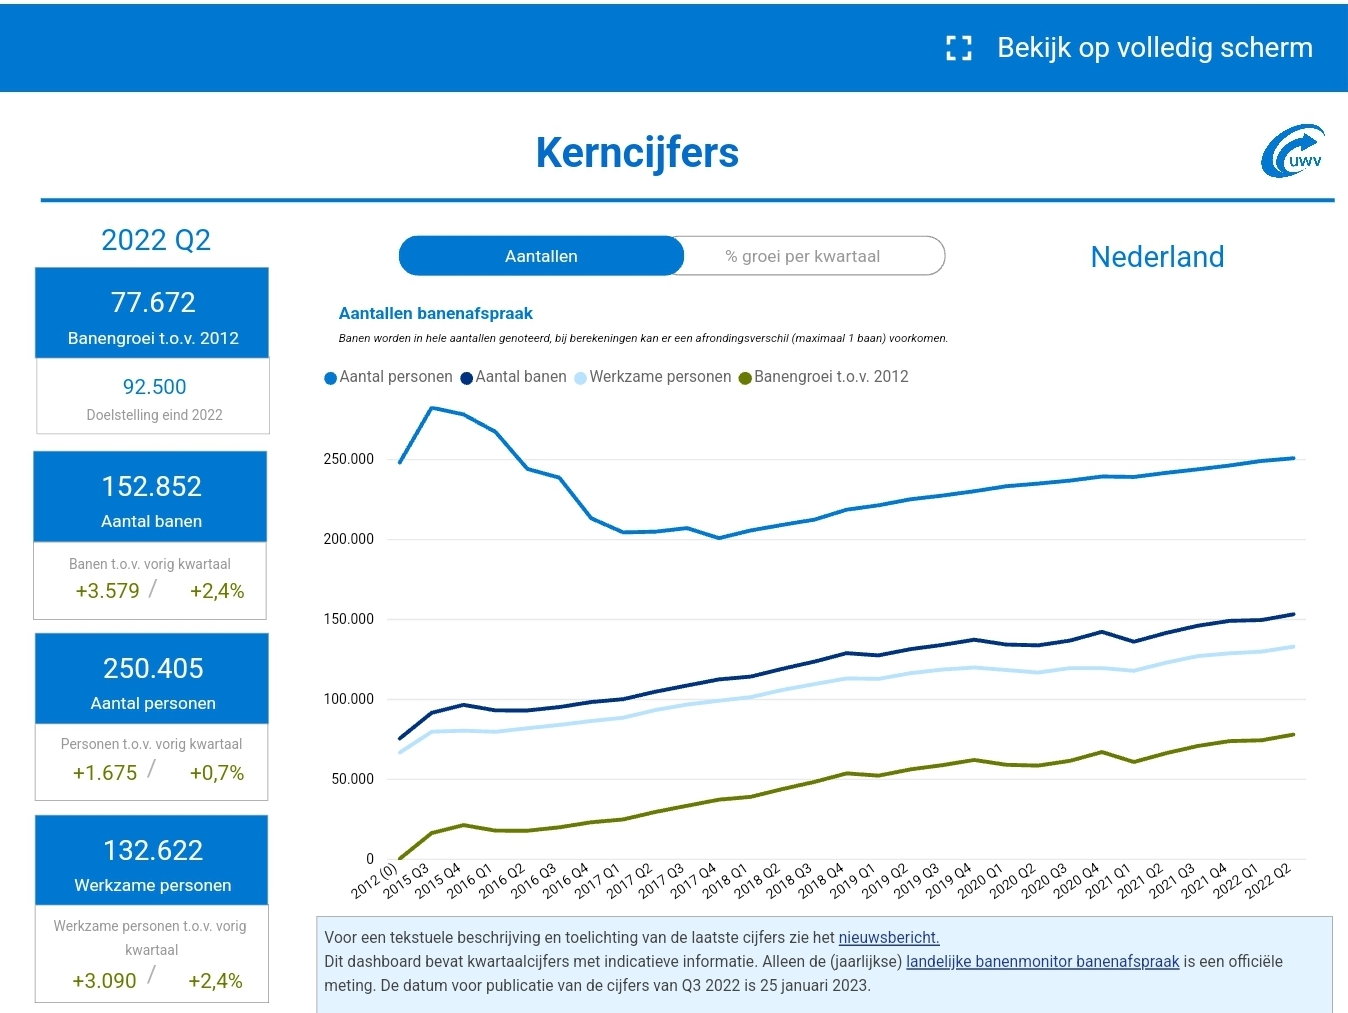 Bekijk op volledig scherm
Kerncijfers
uwv
2022 Q2
77.672
Banengroei t.o.v. 2012
92.500
Doelstelling eind 2022
152.852
Aantal banen
Banen t.o.v. vorig kwartaal
+3.579 / +2,4%
250.405
Aantal personen
Personen t.o.v. vorig kwartaal
+1.675 / +0,7%
132.622
Werkzame personen
Werkzame personen t.o.v. vorig
kwartaal
+3.090 / +2,4%
Aantallen % groei per kwartaal
Nederland
Aantallen banenafspraak
Banen worden in hele aantallen genoteerd, bij berekeningen kan er een afrondingsverschil (maximaal 1 baan) voorkomen.
Aantal personen Aantal banen Werkzame personen Banengroei t.o.v. 2012
250.000
200.000
150.000
100.000
50.000
0
2012 (0) 2015 Q3 2015 Q4 2016 Q1 2016 Q2 2016 Q3 2016 Q4 2017 Q1 2017 Q2 2017 Q3 2017 Q4 2018 Q1 2018 Q2 2018 Q3 2018 Q4 2019 Q1 2019 Q2 2019 Q3 2019 Q4 2020 Q1 2020 Q2 2020 Q3 2020 Q4 2021 Q1 2021 Q2 2021 Q3 2021 Q4 2022 Q1 2022 Q2
Voor een tekstuele beschrijving en toelichting van de laatste cijfers zie het nieuwsbericht.
Dit dashboard bevat kwartaalcijfers met indicatieve informatie. Alleen de (jaarlijkse) landelijke banenmonitor banenafspraak is een officiële
meting. De datum voor publicatie van de cijfers van Q3 2022 is 25 januari 2023.